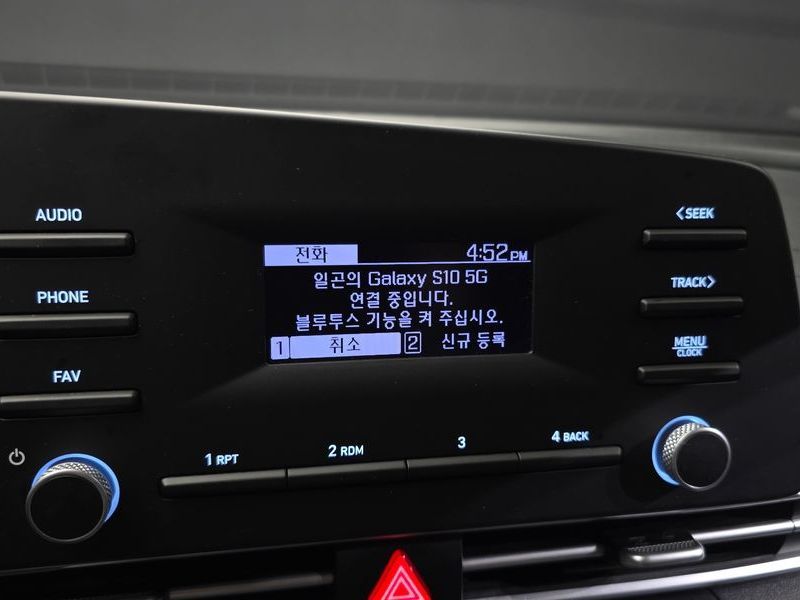 AUDIO
PHONE
FAV
전화 4:52PM
일곤의 Galaxy S10 5G
연결 중입니다.
블루투스 기능을 켜 주십시오.
1 취소 2 신규 등록
<SEEK
TRACK>
MENU
CLOCK
1 RPT
2 RDM
3
4 BACK